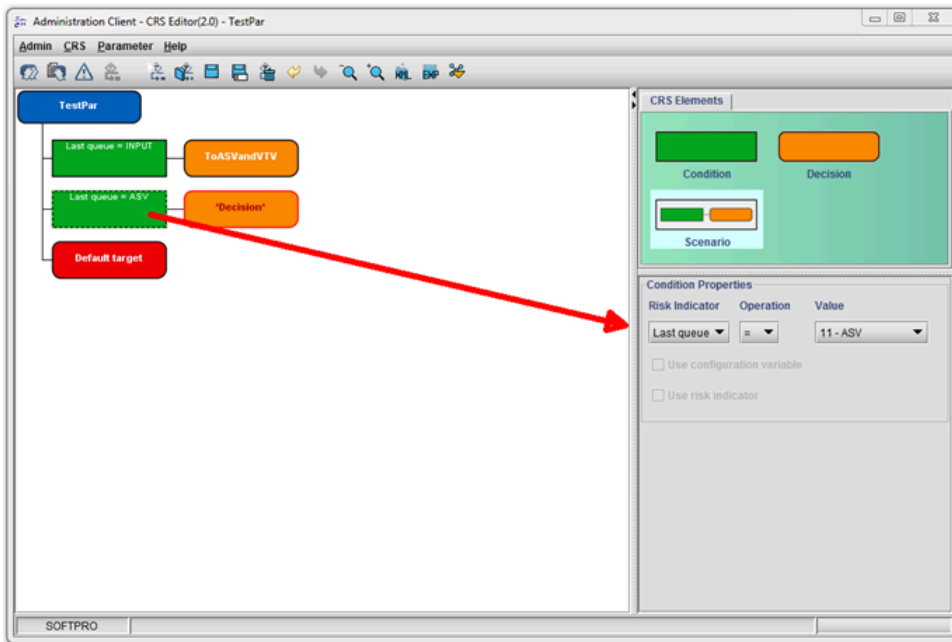 Administration Client - CRS Editor(2.0) - TestPar
Admin CRS Parameter Help
XML EXP
TestPar
Last queue = INPUT
ToASVandVTV
Last queue = ASV
*Decision*
Default target
CRS Elements
Condition
Decision
Scenario
Condition Properties
Risk Indicator Operation Value
Last queue = 11 - ASV
Use configuration variable
Use risk indicator
SOFTPRO